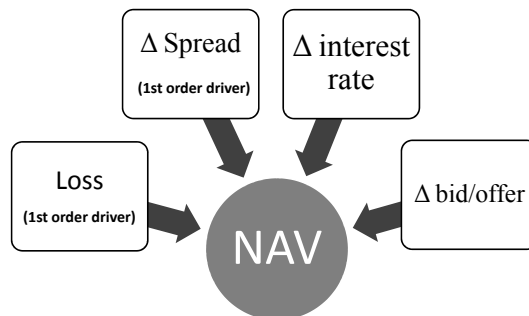 Δ Spread
(1st order driver)
Δ interest
rate
Loss
(1st order driver)
Δ bid/offer
NAV